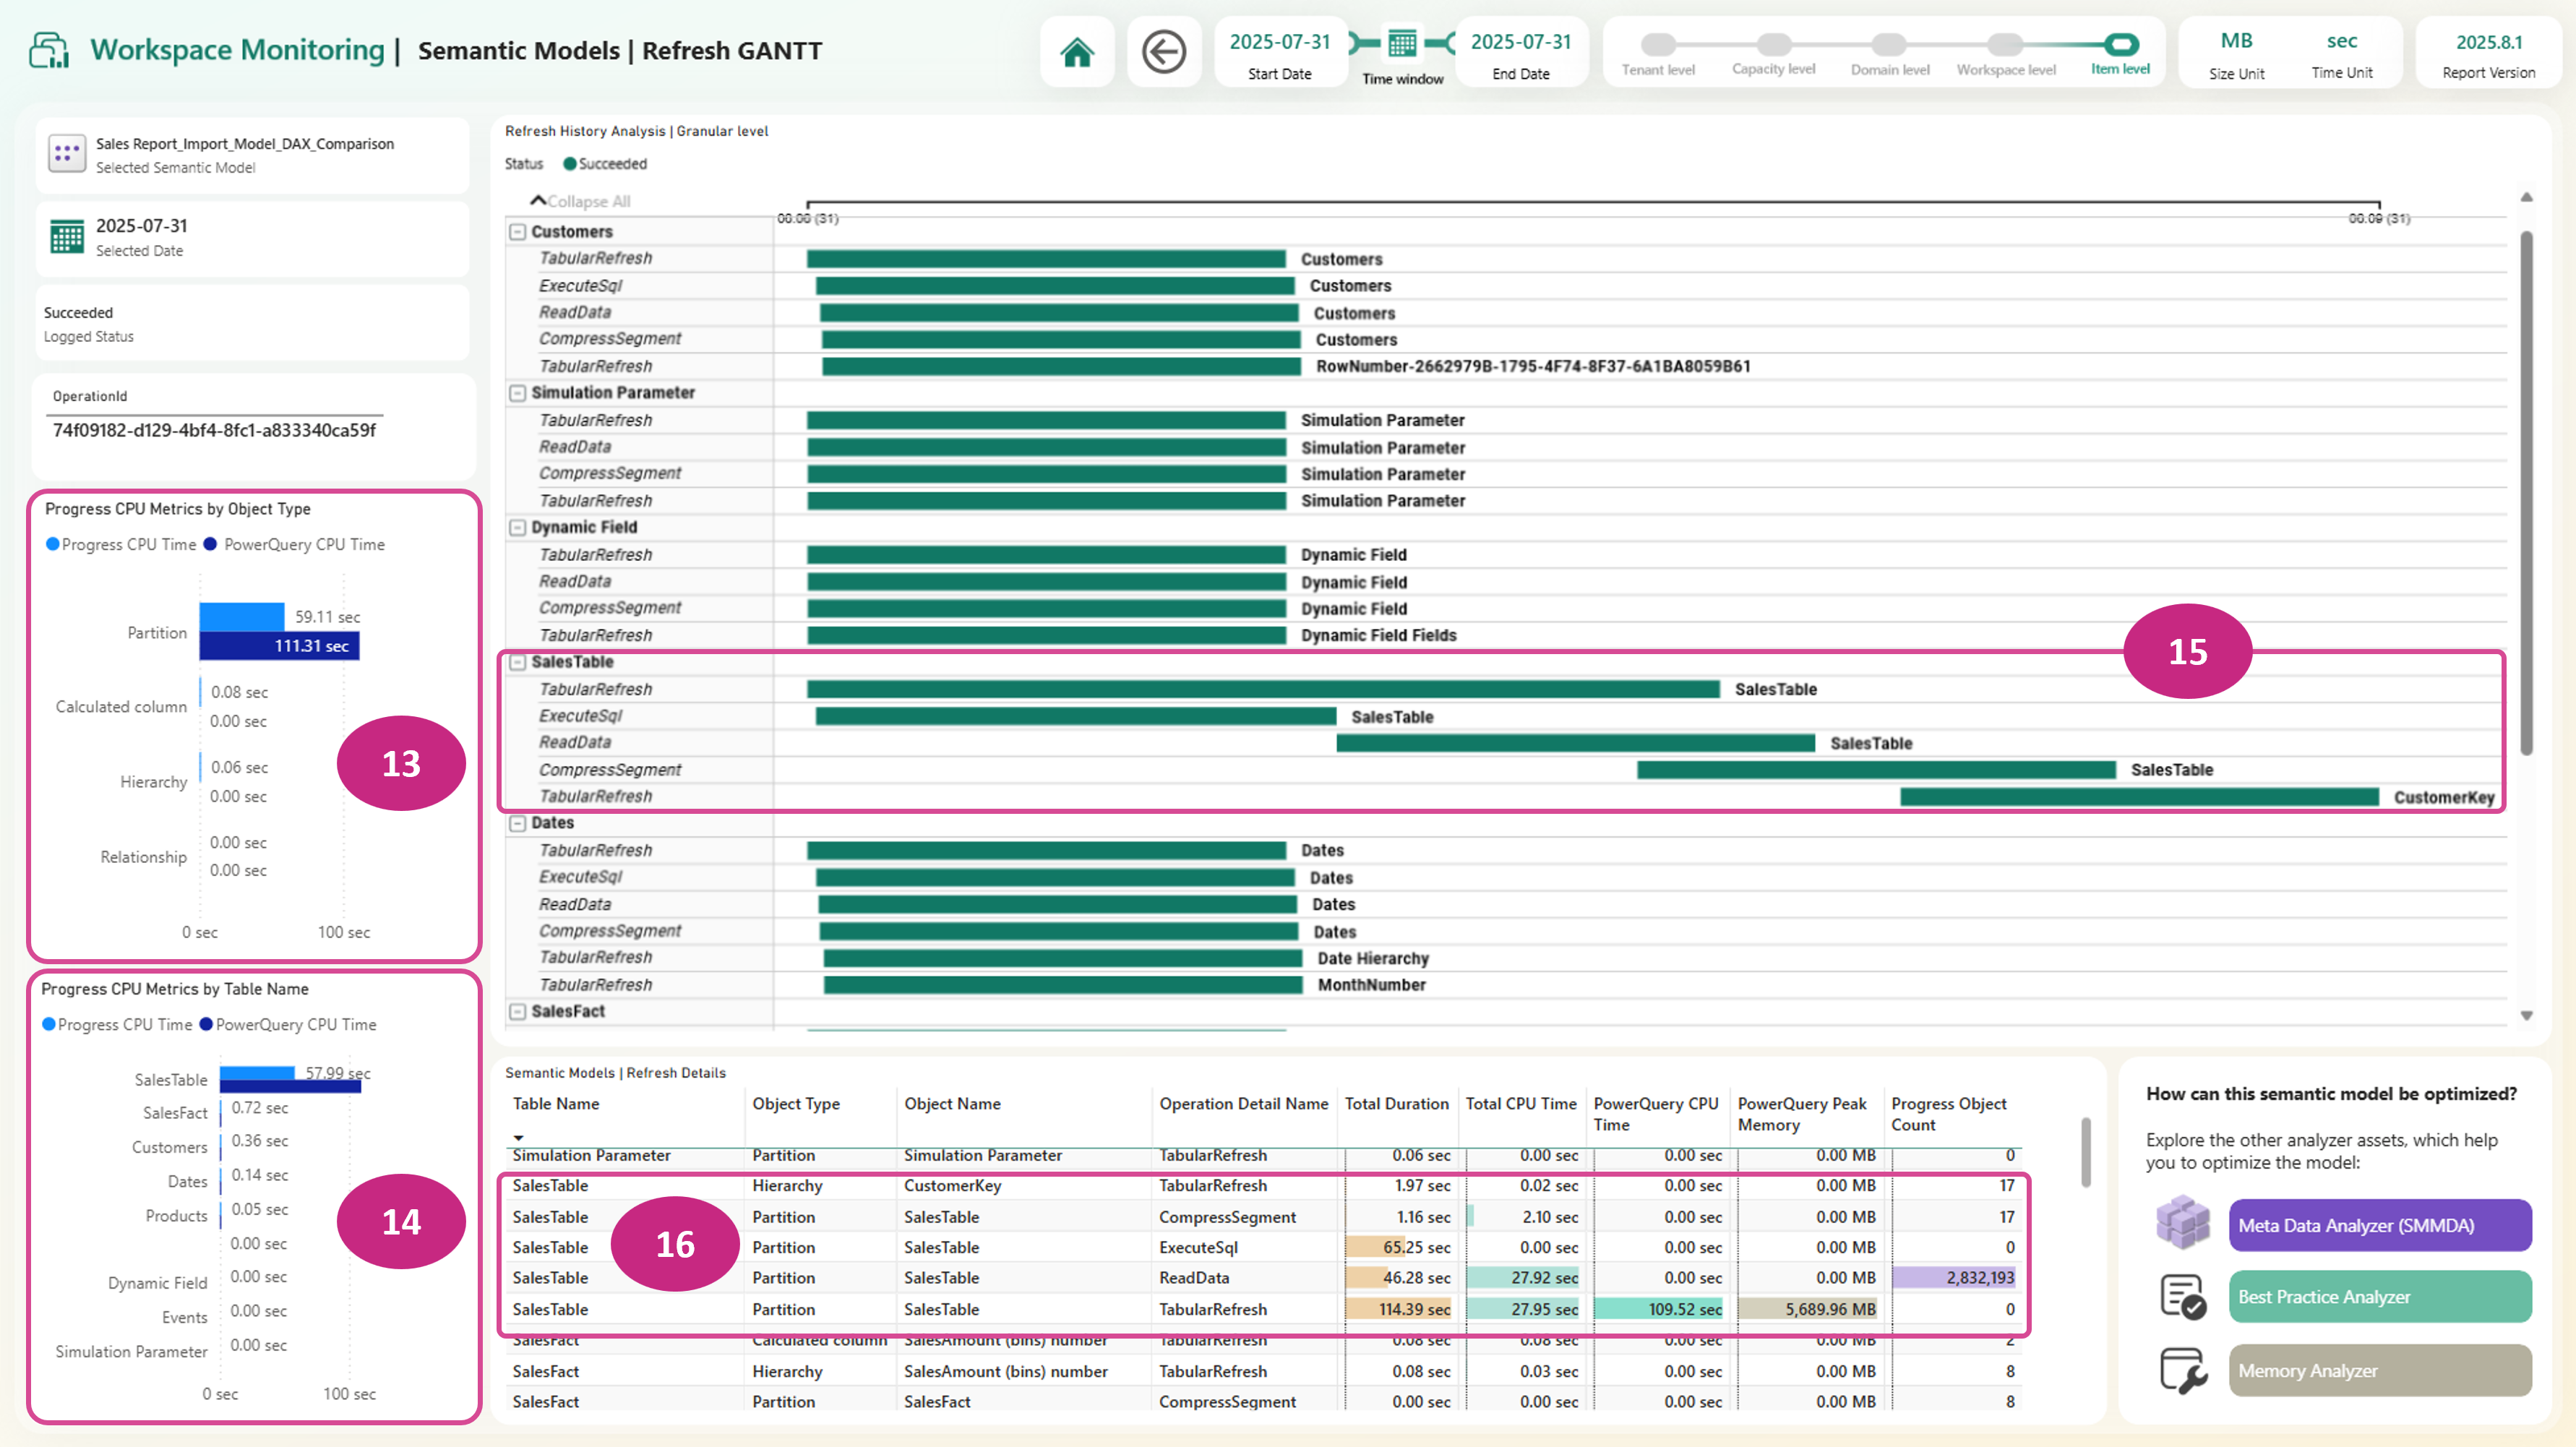 Workspace Monitoring | Semantic Models | Refresh GANTT
2025-07-31
Start Date
Time window
2025-07-31
End Date
Tenant level
Capacity level
Domain level
Workspace level
Item level
MB
Size Unit
sec
Time Unit
2025.8.1
Report Version
Sales Report_Import_Model_DAX_Comparison
Selected Semantic Model
2025-07-31
Selected Date
Succeeded
Logged Status
OperationId
74f09182-d129-4bf4-8fc1-a833340ca59f
Progress CPU Metrics by Object Type
Progress CPU Time PowerQuery CPU Time
Partition 59.11 sec
111.31 sec
Calculated column 0.08 sec
0.00 sec
Hierarchy 0.06 sec
0.00 sec
Relationship 0.00 sec
0.00 sec
0 sec 100 sec
13
Progress CPU Metrics by Table Name
Progress CPU Time PowerQuery CPU Time
SalesTable 57.99 sec
SalesFact 0.72 sec
Customers 0.36 sec
Dates 0.14 sec
Products 0.05 sec
0.00 sec
Dynamic Field 0.00 sec
Events 0.00 sec
Simulation Parameter 0.00 sec
0 sec 100 sec
14
Refresh History Analysis | Granular level
Status Succeeded
Collapse All
00:06 (31) 00:09 (31)
Customers
TabularRefresh Customers
ExecuteSql Customers
ReadData Customers
CompressSegment Customers
TabularRefresh RowNumber-2662979B-1795-4F74-8F37-6A1BA8059B61
Simulation Parameter
TabularRefresh Simulation Parameter
ReadData Simulation Parameter
CompressSegment Simulation Parameter
TabularRefresh Simulation Parameter
Dynamic Field
TabularRefresh Dynamic Field
ReadData Dynamic Field
CompressSegment Dynamic Field
TabularRefresh Dynamic Field Fields
SalesTable
TabularRefresh SalesTable
ExecuteSql SalesTable
ReadData SalesTable
CompressSegment SalesTable
TabularRefresh CustomerKey
15
Dates
TabularRefresh Dates
ExecuteSql Dates
ReadData Dates
CompressSegment Dates
TabularRefresh Date Hierarchy
TabularRefresh MonthNumber
SalesFact
Semantic Models | Refresh Details
Table Name Object Type Object Name Operation Detail Name Total Duration Total CPU Time PowerQuery CPU Time PowerQuery Peak Memory Progress Object Count
Simulation Parameter Partition Simulation Parameter TabularRefresh 0.06 sec 0.00 sec 0.00 sec 0.00 MB 0
SalesTable Hierarchy CustomerKey TabularRefresh 1.97 sec 0.02 sec 0.00 sec 0.00 MB 17
SalesTable Partition SalesTable CompressSegment 1.16 sec 2.10 sec 0.00 sec 0.00 MB 17
SalesTable Partition SalesTable ExecuteSql 65.25 sec 0.00 sec 0.00 sec 0.00 MB 0
SalesTable Partition SalesTable ReadData 46.28 sec 27.92 sec 0.00 sec 0.00 MB 2,832,193
SalesTable Partition SalesTable TabularRefresh 114.39 sec 27.95 sec 109.52 sec 5,689.96 MB 0
SalesFact Calculated column SalesAmount (bins) number TabularRefresh 0.08 sec 0.08 sec 0.00 sec 0.00 MB 2
SalesFact Hierarchy SalesAmount (bins) number TabularRefresh 0.08 sec 0.03 sec 0.00 sec 0.00 MB 8
SalesFact Partition SalesFact CompressSegment 0.00 sec 0.00 sec 0.00 sec 0.00 MB 8
16
How can this semantic model be optimized?
Explore the other analyzer assets, which help
you to optimize the model:
Meta Data Analyzer (SMMDA)
Best Practice Analyzer
Memory Analyzer